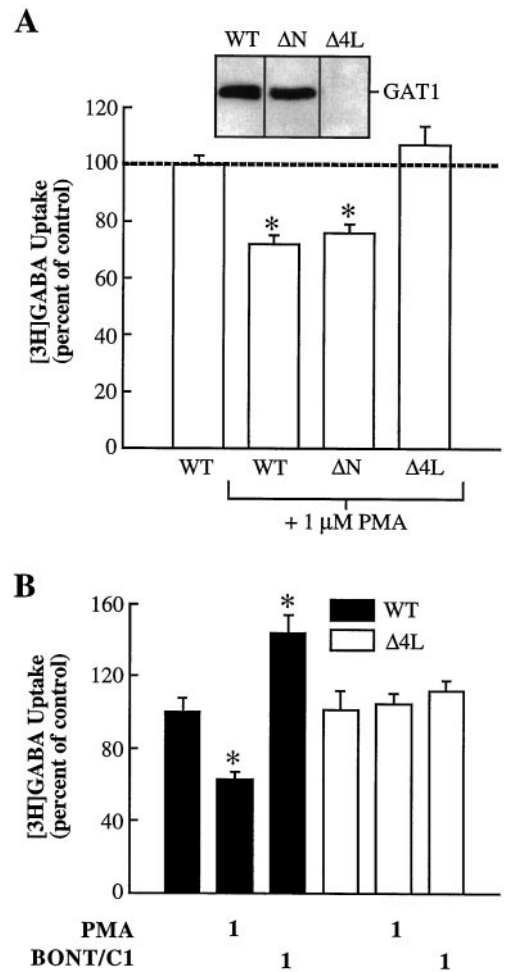 A
WT ΔN Δ4L
GAT1
120
100
80
60
40
20
0
[3H]GABA Uptake
(percent of control)
* *
WT WT ΔN Δ4L
+ 1 μM PMA
B
160
120
80
40
0
[3H]GABA Uptake
(percent of control)
*
*
WT
Δ4L
PMA 1 1
BONT/C1 1 1